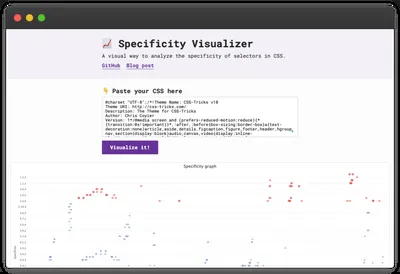 📈 Specificity Visualizer
A visual way to analyze the specificity of selectors in CSS.
GitHub Blog post
👇 Paste your CSS here
@charset "UTF-8";/*!Theme Name: CSS-Tricks v18
Theme URI: http://css-tricks.com/
Description: The Theme for CSS-Tricks
Author: Chris Coyier
Version: 1*/@media screen and (prefers-reduced-motion:reduce){*
{transition:0s!important}}*,:after,:before{box-sizing:border-box}a{text-
decoration:none}article,aside,details,figcaption,figure,footer,header,hgroup,
nav,section{display:block}audio,canvas,video{display:inline-
Visualize it!
Specificity graph